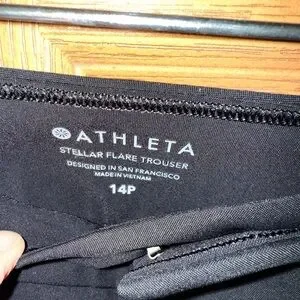 ATHLETA
STELLAR FLARE TROUSER
DESIGNED IN SAN FRANCISCO
MADE IN VIETNAM
14P